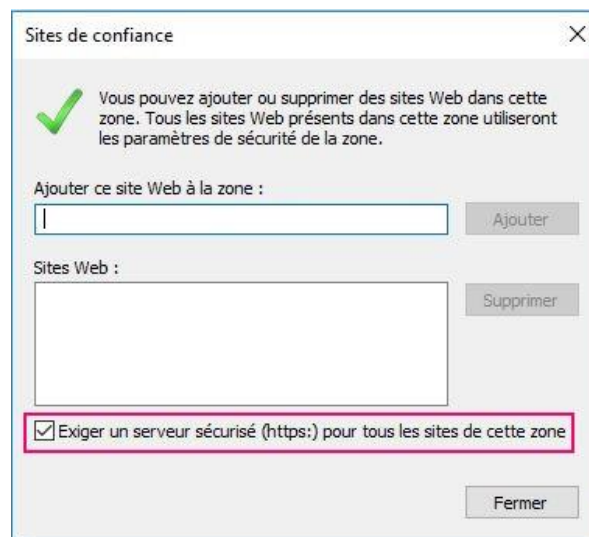 Sites de confiance
Vous pouvez ajouter ou supprimer des sites Web dans cette
zone. Tous les sites Web présents dans cette zone utiliseront
les paramètres de sécurité de la zone.
Ajouter ce site Web à la zone :
Ajouter
Sites Web :
Supprimer
Exiger un serveur sécurisé (https:) pour tous les sites de cette zone
Fermer